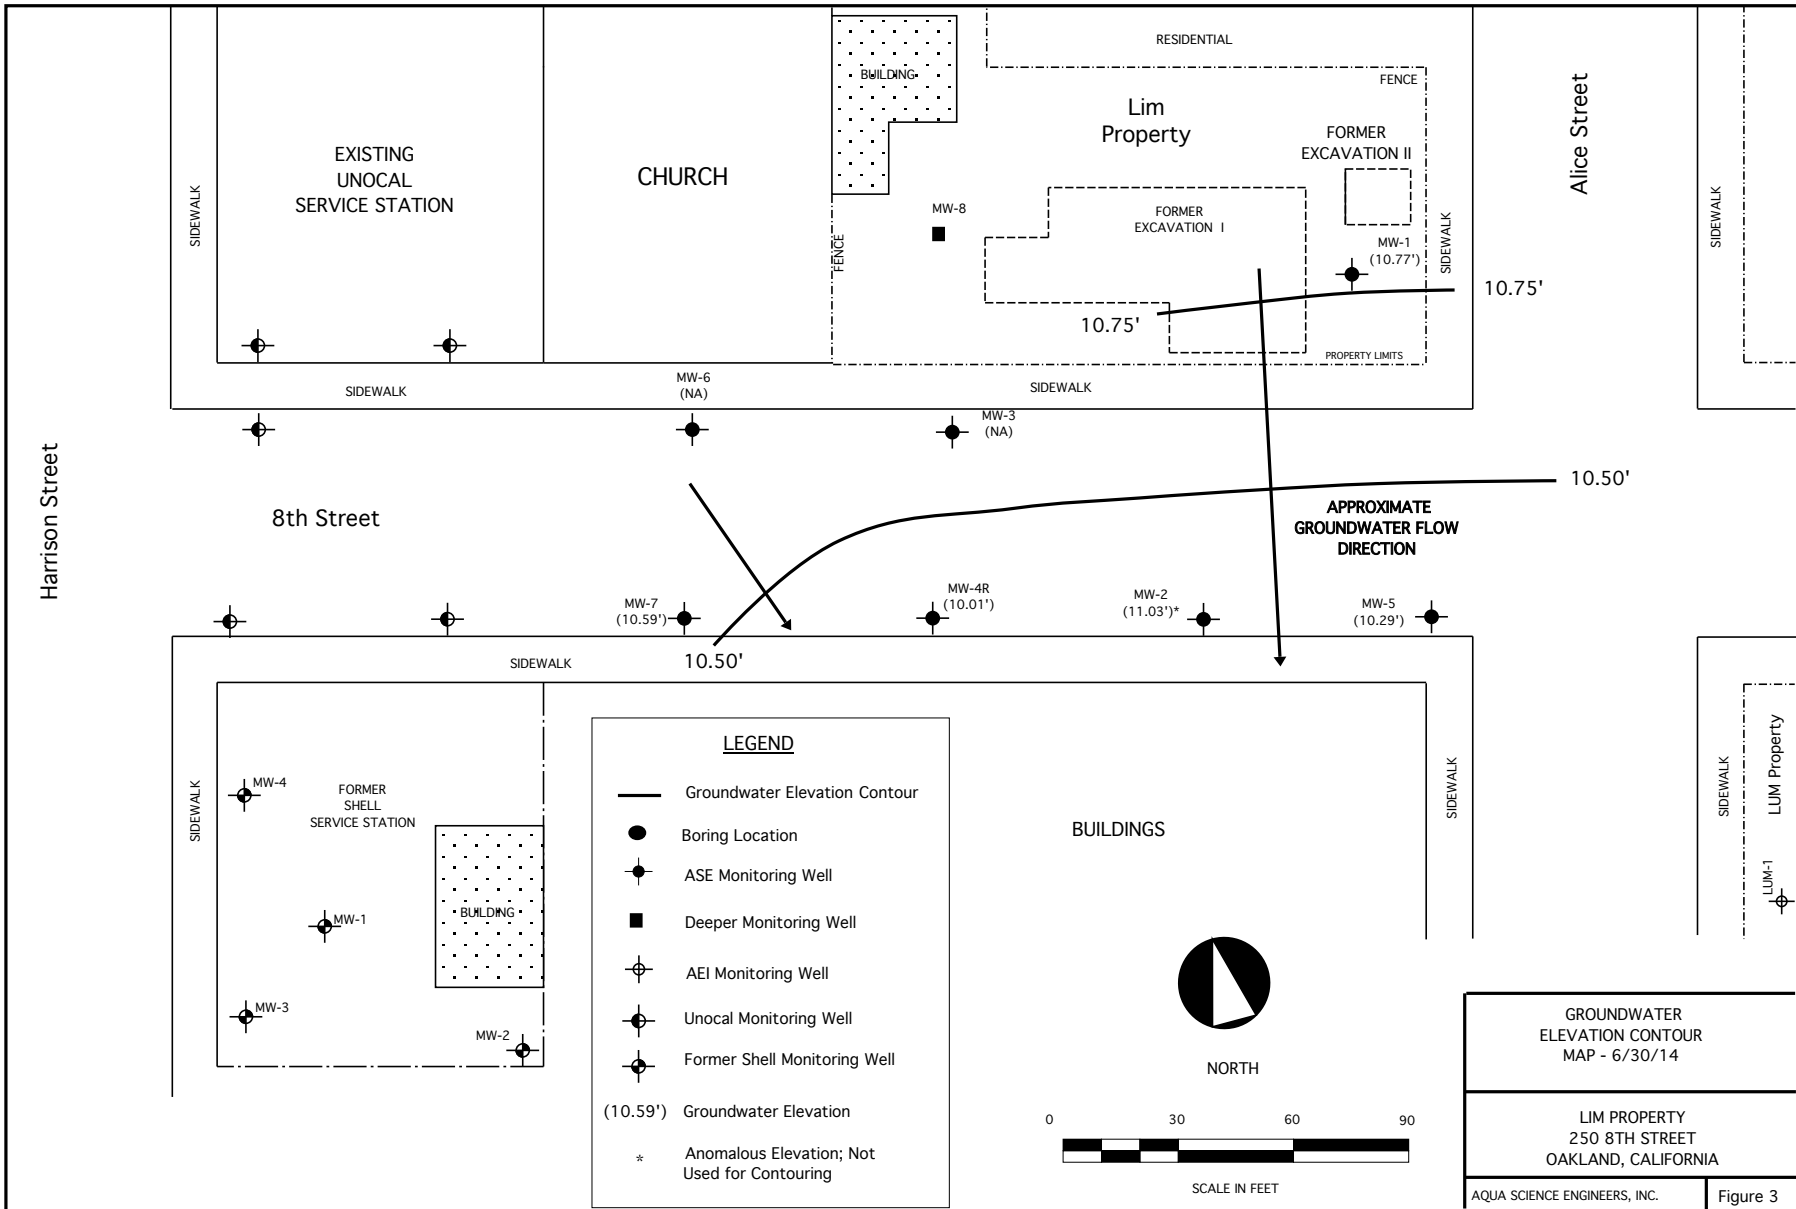 RESIDENTIAL
FENCE
BUILDING
Lim
Property
FORMER
EXCAVATION II
Alice Street
EXISTING
UNOCAL
SERVICE STATION
CHURCH
SIDEWALK
SIDEWALK
SIDEWALK
MW-8
FORMER
EXCAVATION I
FENCE
MW-1
(10.77')
10.75'
10.75'
PROPERTY LIMITS
SIDEWALK
MW-6
(NA)
SIDEWALK
MW-3
(NA)
Harrison Street
8th Street
10.50'
APPROXIMATE
GROUNDWATER FLOW
DIRECTION
MW-7
(10.59')
MW-4R
(10.01')
MW-2
(11.03')*
MW-5
(10.29')
SIDEWALK
10.50'
LEGEND
Groundwater Elevation Contour
Boring Location
ASE Monitoring Well
Deeper Monitoring Well
AEI Monitoring Well
Unocal Monitoring Well
Former Shell Monitoring Well
(10.59') Groundwater Elevation
* Anomalous Elevation; Not
Used for Contouring
MW-4
FORMER
SHELL
SERVICE STATION
SIDEWALK
BUILDING
MW-1
MW-3
MW-2
BUILDINGS
SIDEWALK
SIDEWALK
LUM Property
LUM-1
NORTH
0 30 60 90
SCALE IN FEET
GROUNDWATER
ELEVATION CONTOUR
MAP - 6/30/14
LIM PROPERTY
250 8TH STREET
OAKLAND, CALIFORNIA
AQUA SCIENCE ENGINEERS, INC.
Figure 3